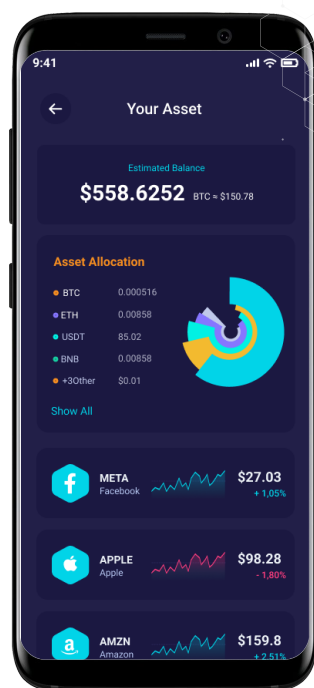 9:41
Your Asset
Estimated Balance
$558.6252 BTC ≈ $150.78
Asset Allocation
BTC 0.000516
ETH 0.00858
USDT 85.02
BNB 0.00858
+3Other $0.01
Show All
META $27.03
Facebook + 1,05%
APPLE $98.28
Apple - 1,80%
AMZN $159.8
Amazon + 2,51%